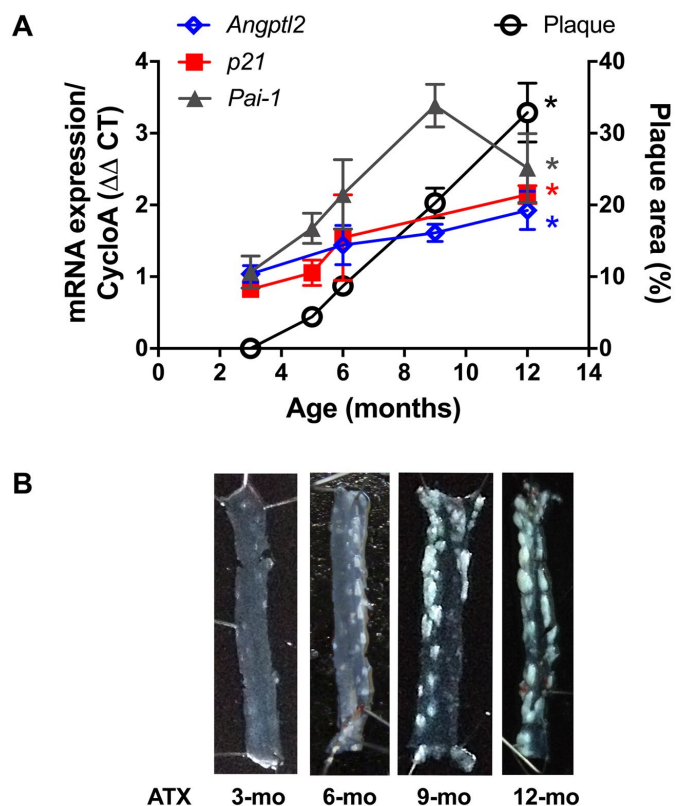 A
Angptl2
p21
Pai-1
Plaque
mRNA expression/
CycloA (ΔΔ CT)
4
3
2
1
0
40
30
20
10
0
Plaque area (%)
*
*
*
*
0 2 4 6 8 10 12 14
Age (months)
B
ATX 3-mo 6-mo 9-mo 12-mo